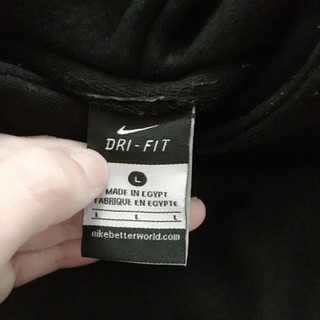 DRI-FIT
L
MADE IN EGYPT
FABRIQUE EN EGYPTE
L L L
nikebetterworld.com